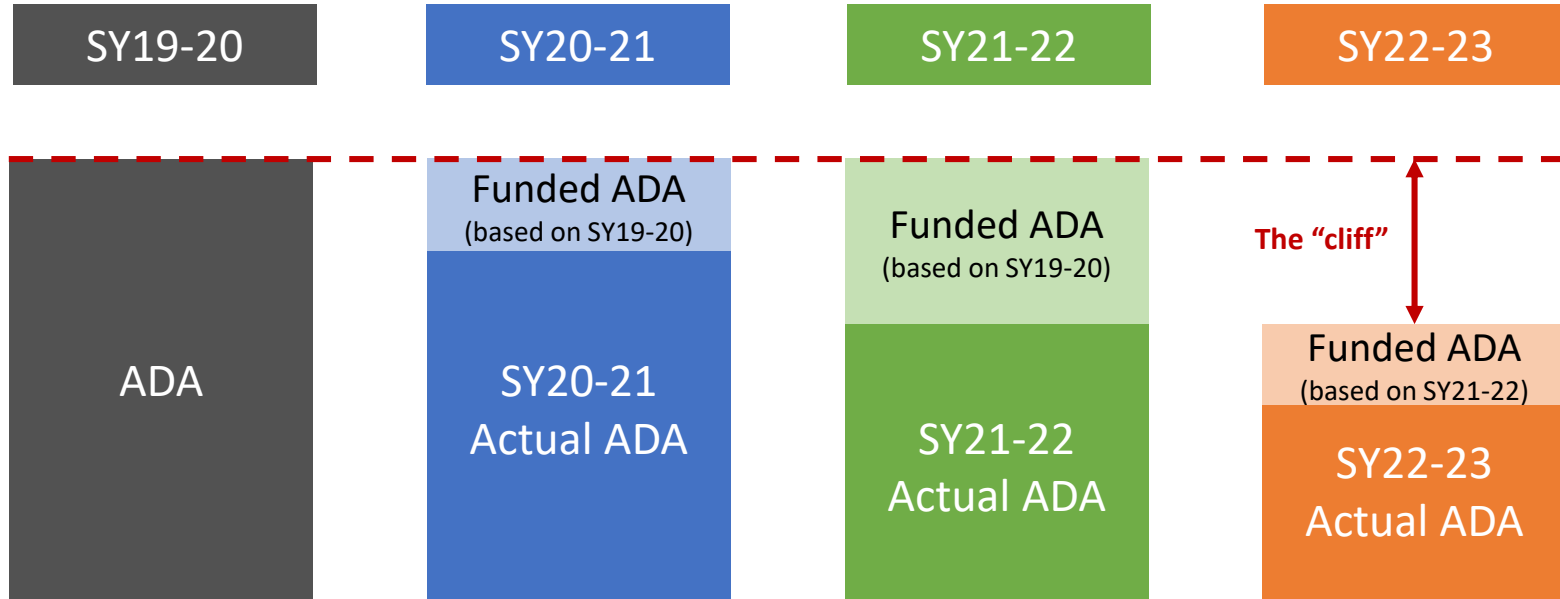 SY19-20
SY20-21
SY21-22
SY22-23
ADA
Funded ADA
(based on SY19-20)
SY20-21
Actual ADA
Funded ADA
(based on SY19-20)
SY21-22
Actual ADA
The “cliff”
Funded ADA
(based on SY21-22)
SY22-23
Actual ADA